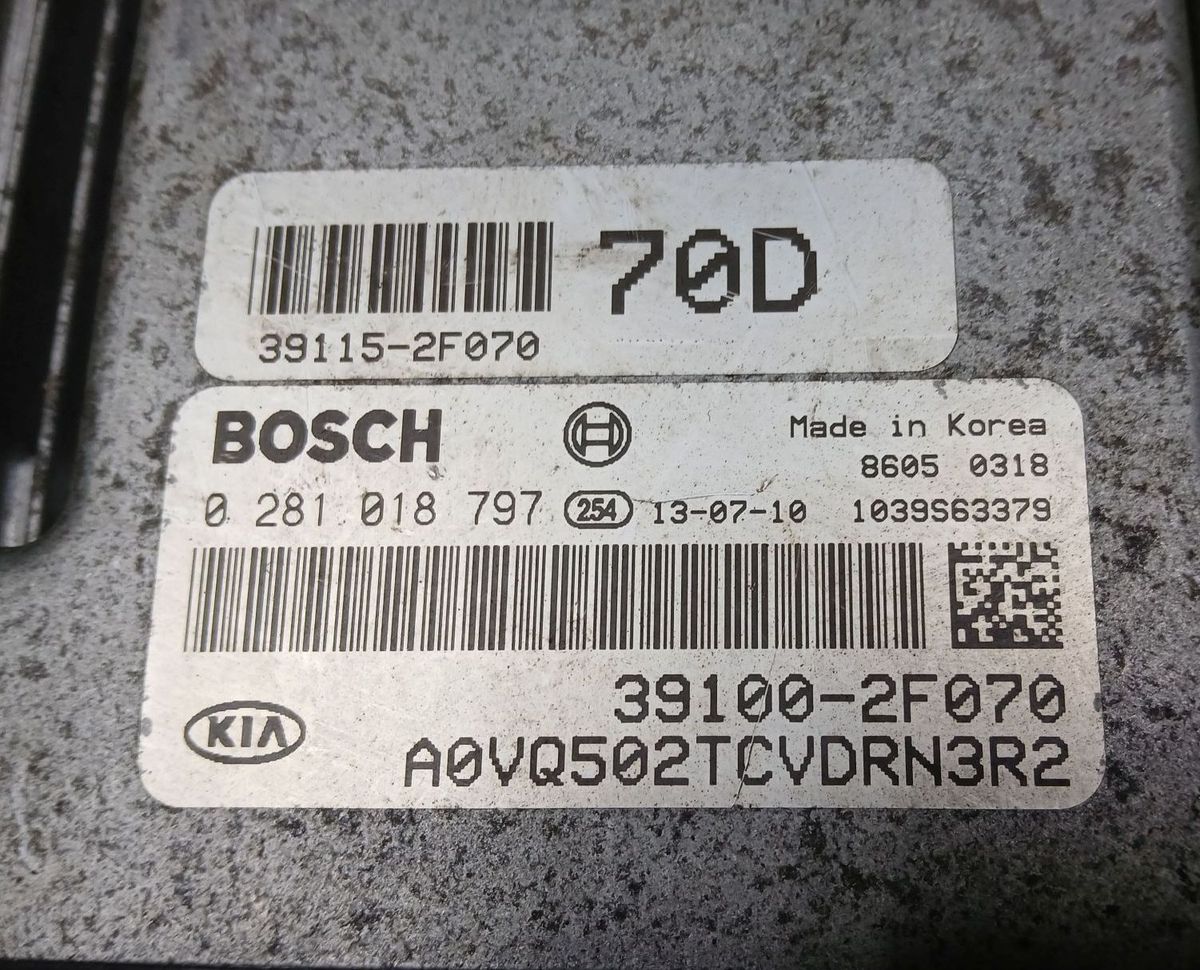 70D
39115-2F070
BOSCH
Made in Korea
8605 0318
0 281 018 797 254 13-07-10 1039S63379
39100-2F070
KIA
A0VQ502TCVDRN3R2